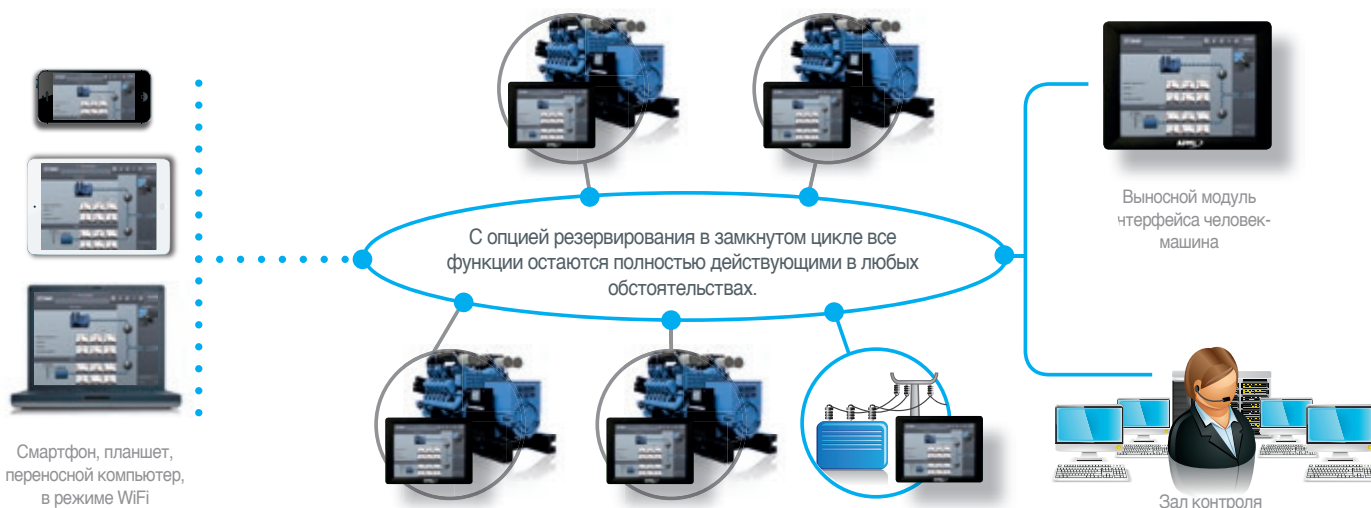 С опцией резервирования в замкнутом цикле все
функции остаются полностью действующими в любых
обстоятельствах.
Выносной модуль
нтерфейса человек-
машина
Смартфон, планшет,
переносной компьютер,
в режиме WiFi
Зал контроля